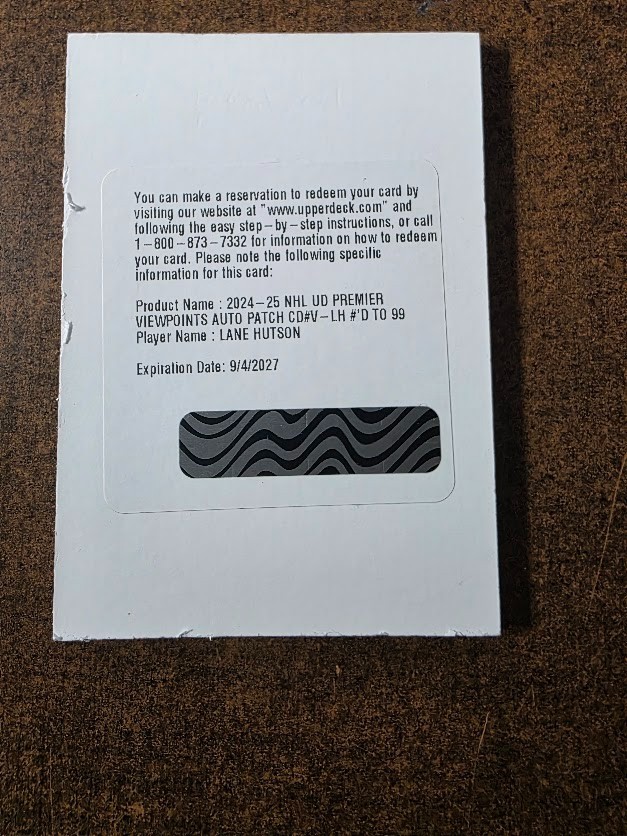 You can make a reservation to redeem your card by
visiting our website at "www.upperdeck.com" and
following the easy step-by-step instructions, or call
1-800-873-7332 for information on how to redeem
your card. Please note the following specific
information for this card:
Product Name : 2024-25 NHL UD PREMIER
VIEWPOINTS AUTO PATCH CD#V-LH #'D TO 99
Player Name : LANE HUTSON
Expiration Date: 9/4/2027